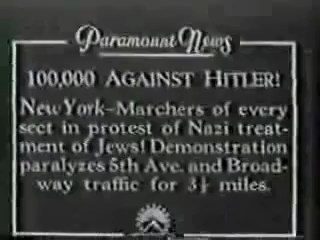 Paramount News
100,000 AGAINST HITLER!
New York–Marchers of every
sect in protest of Nazi treat-
ment of Jews! Demonstration
paralyzes 5th Ave. and Broad-
way traffic for 3½ miles.